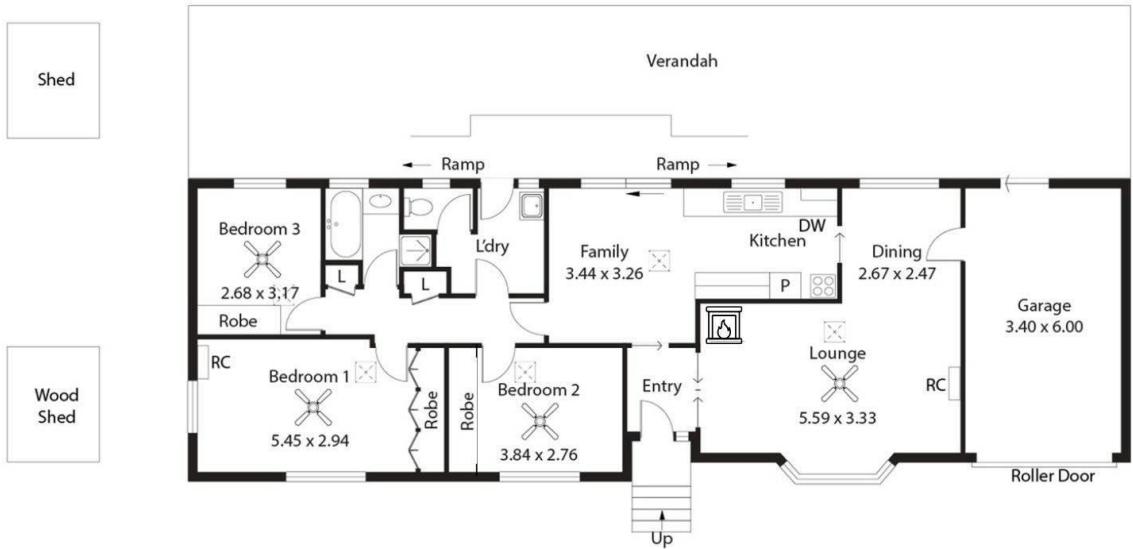 Shed
Verandah
Ramp
Ramp
Bedroom 3
2.68 x 3.17
Robe
L
L
L'dry
Family
3.44 x 3.26
Kitchen
DW
P
Dining
2.67 x 2.47
Garage
3.40 x 6.00
Wood
Shed
RC
Bedroom 1
5.45 x 2.94
Robe
Robe
Bedroom 2
3.84 x 2.76
Entry
Lounge
5.59 x 3.33
RC
Roller Door
Up